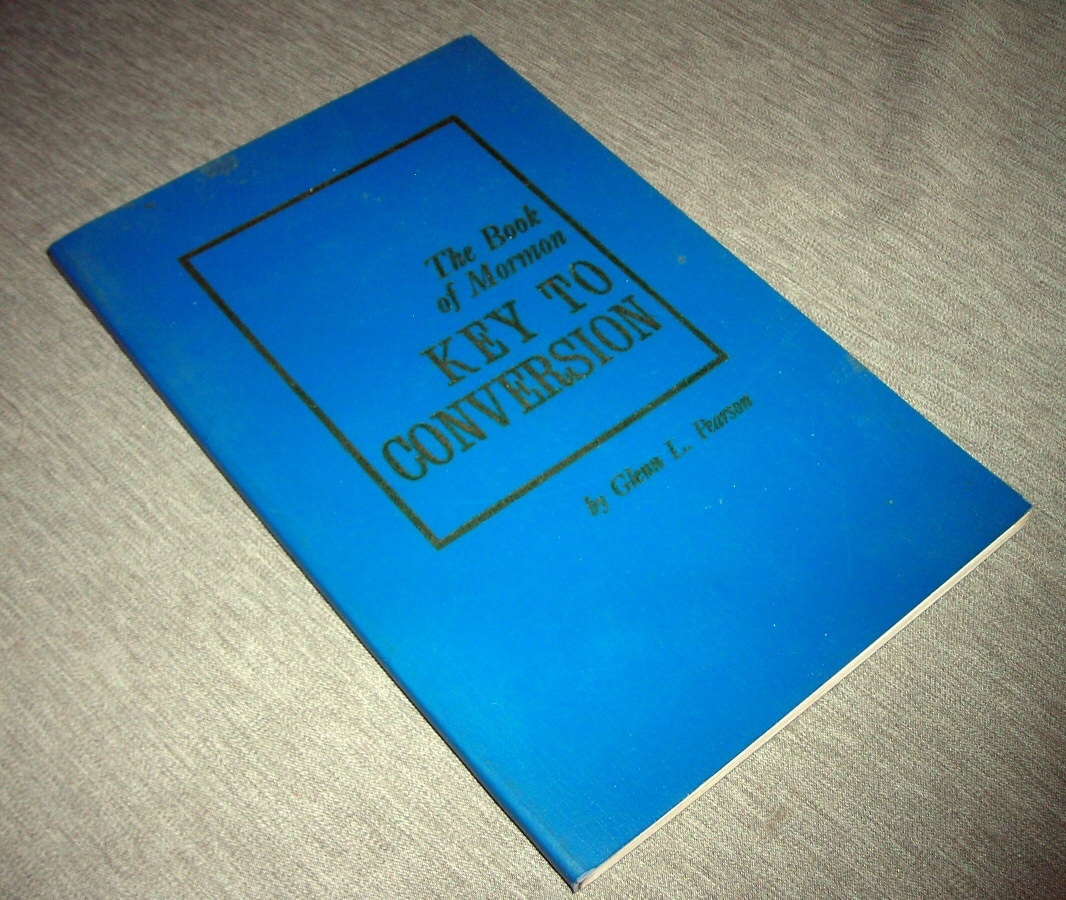 The Book
of Mormon
KEY TO
CONVERSION
by Glenn L. Pearson